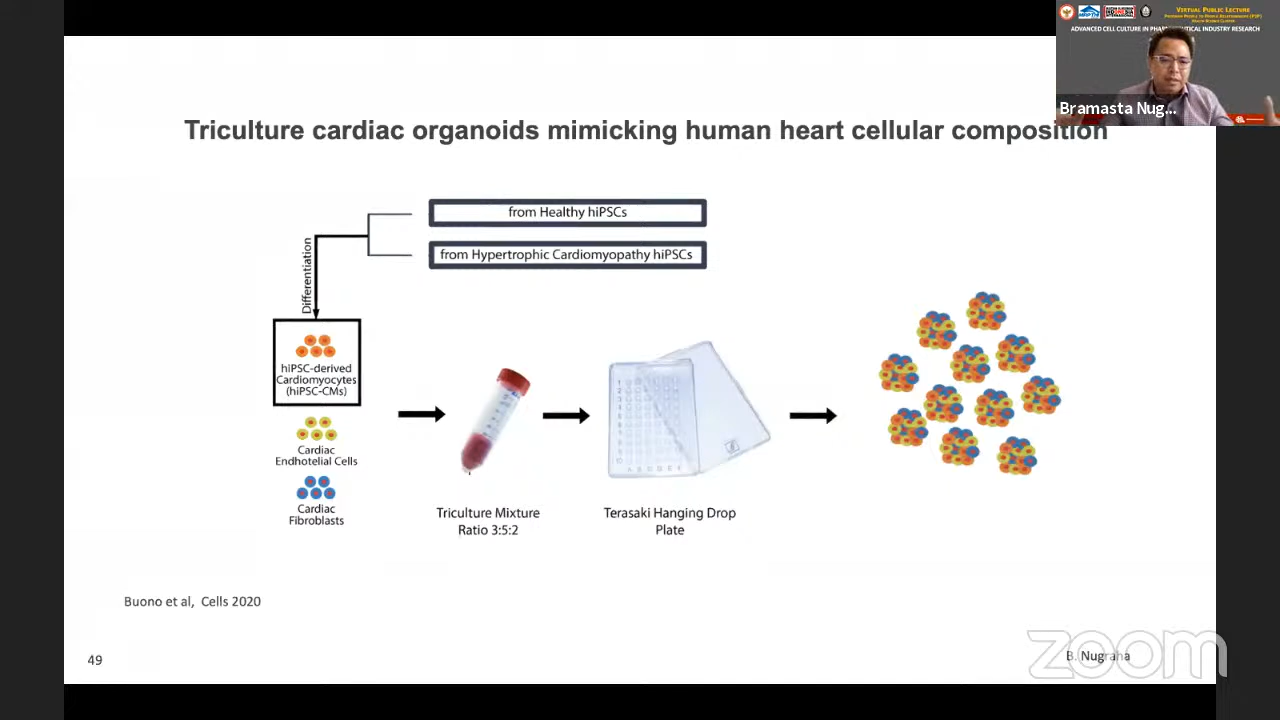 VIRTUAL PUBLIC LECTURE
ADVANCED CELL CULTURE IN PHARMACEUTICAL INDUSTRY RESEARCH
Bramasta Nug...
Triculture cardiac organoids mimicking human heart cellular composition
from Healthy hiPSCs
from Hypertrophic Cardiomyopathy hiPSCs
Differentiation
hiPSC-derived
Cardiomyocytes
(hiPSC-CMs)
Cardiac
Endhotelial Cells
Cardiac
Fibroblasts
Triculture Mixture
Ratio 3:5:2
Terasaki Hanging Drop
Plate
Buono et al, Cells 2020
49
B. Nugraha
zoom